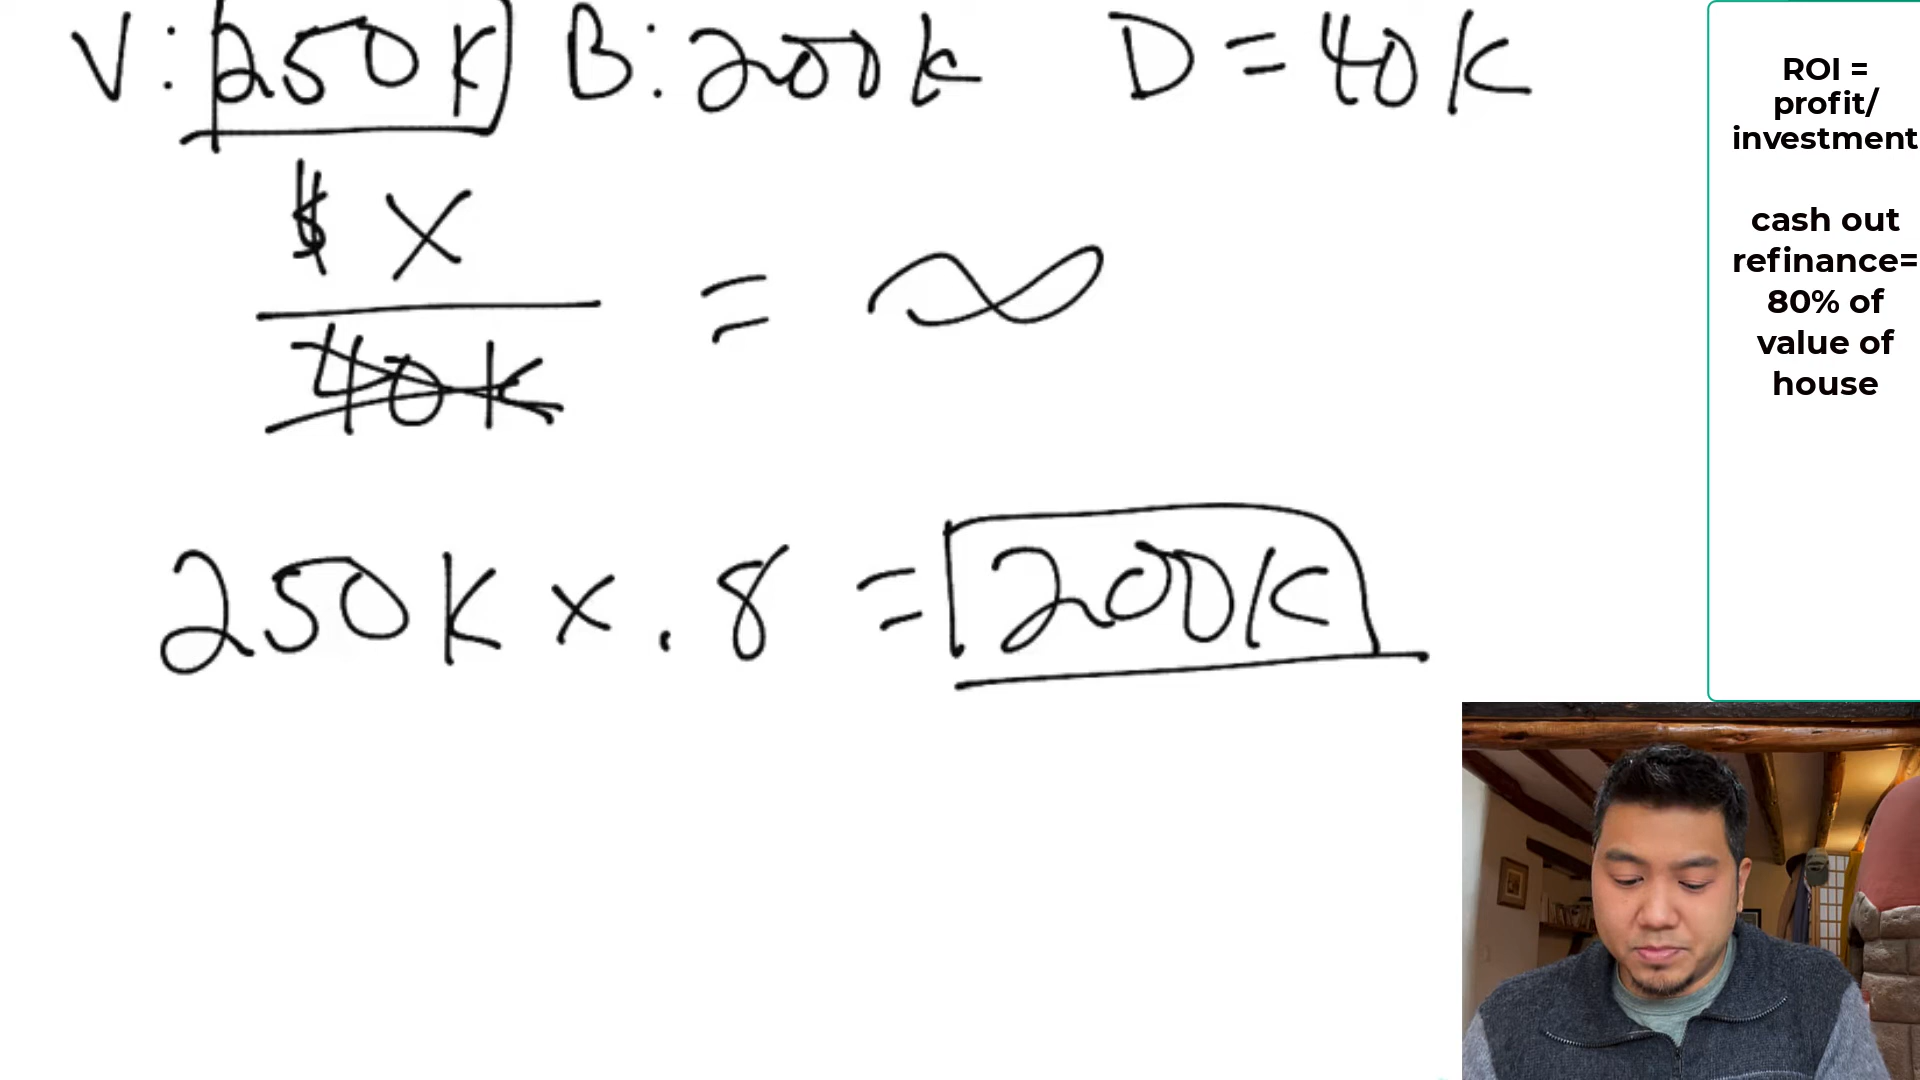 V: 250K B: 200k D = 40K
$ X
40K
= ∞
250K x .8 = 200K
ROI =
profit/
investment
cash out
refinance=
80% of
value of
house